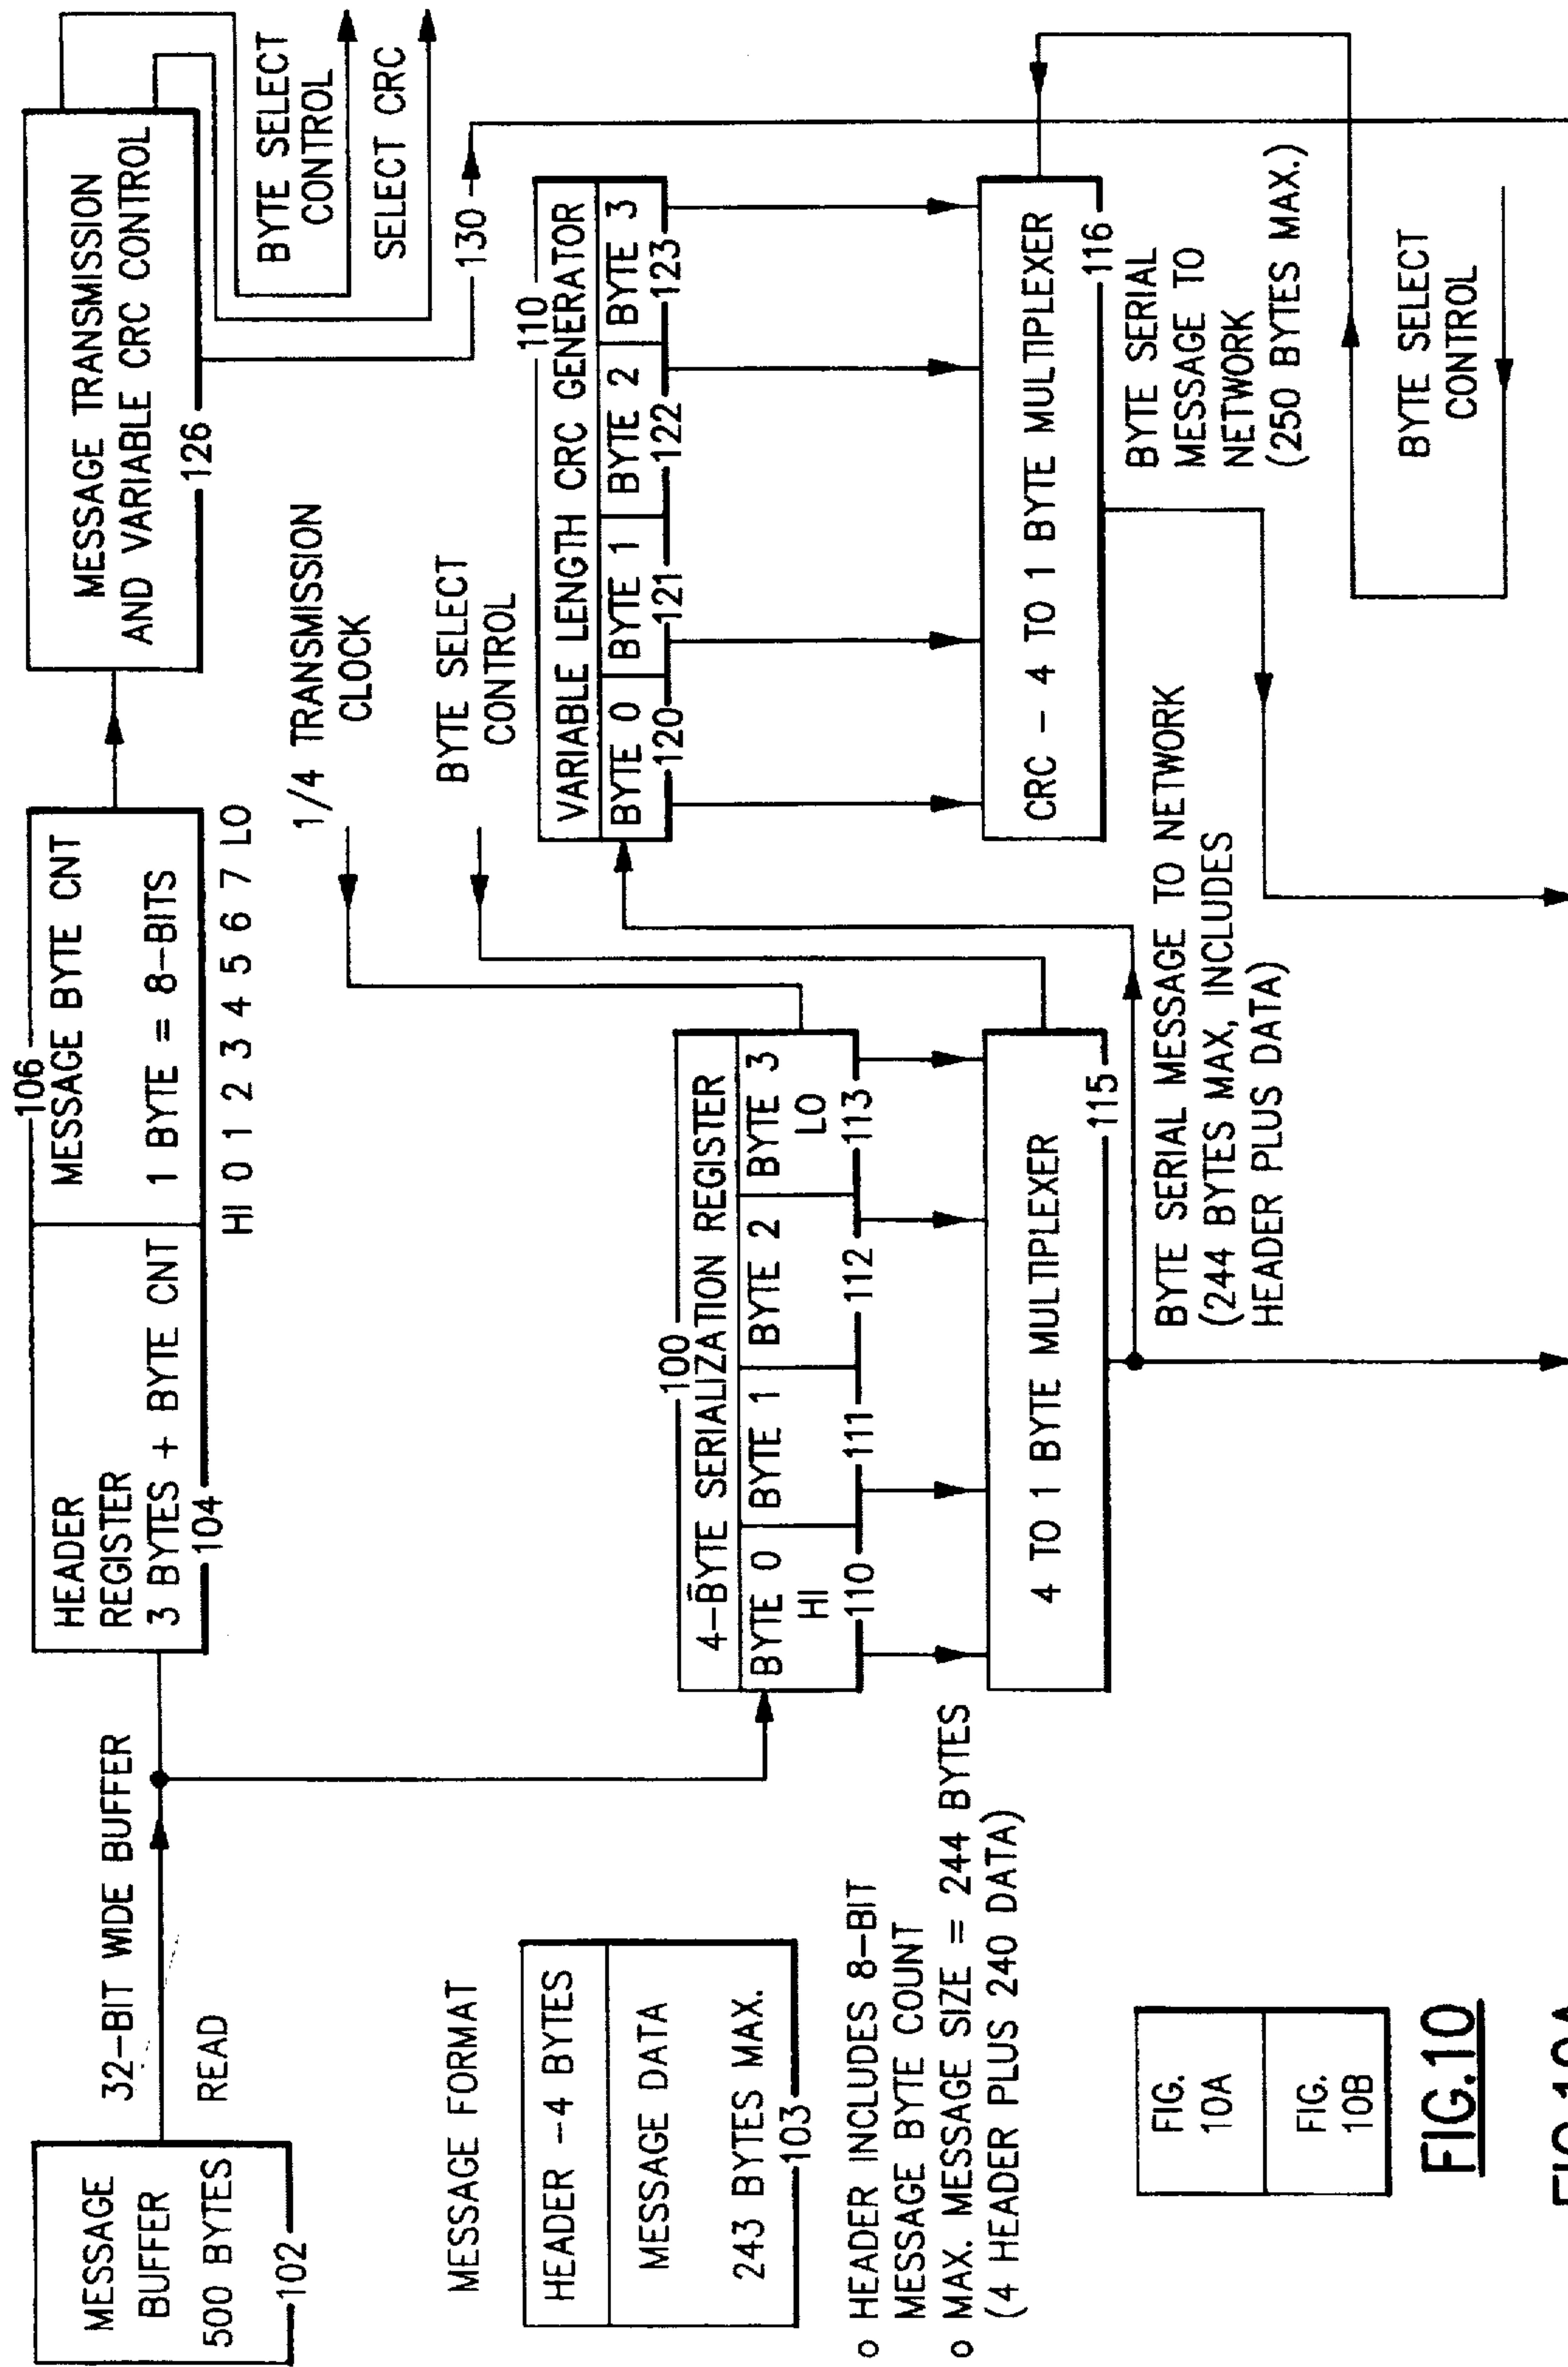 MESSAGE
BUFFER
500 BYTES
102
32-BIT WIDE BUFFER
READ
HEADER
REGISTER
3 BYTES + BYTE CNT
104
106
MESSAGE BYTE CNT
1 BYTE = 8-BITS
HI 0 1 2 3 4 5 6 7 LO
MESSAGE TRANSMISSION
AND VARIABLE CRC CONTROL
126
BYTE SELECT
CONTROL
SELECT CRC
130
1/4 TRANSMISSION
CLOCK
BYTE SELECT
CONTROL
MESSAGE FORMAT
HEADER -4 BYTES
MESSAGE DATA
243 BYTES MAX.
103
o HEADER INCLUDES 8-BIT
MESSAGE BYTE COUNT
o MAX. MESSAGE SIZE = 244 BYTES
(4 HEADER PLUS 240 DATA)
100
4-BYTE SERIALIZATION REGISTER
BYTE 0 BYTE 1 BYTE 2 BYTE 3
HI LO
110 111 112 113
4 TO 1 BYTE MULTIPLEXER
115
BYTE SERIAL MESSAGE TO NETWORK
(244 BYTES MAX, INCLUDES
HEADER PLUS DATA)
110
VARIABLE LENGTH CRC GENERATOR
BYTE 0 BYTE 1 BYTE 2 BYTE 3
120 121 122 123
CRC - 4 TO 1 BYTE MULTIPLEXER
116
BYTE SERIAL
MESSAGE TO
NETWORK
(250 BYTES MAX.)
BYTE SELECT
CONTROL
FIG.
10A
FIG.
10B
FIG.10
FIG.10A